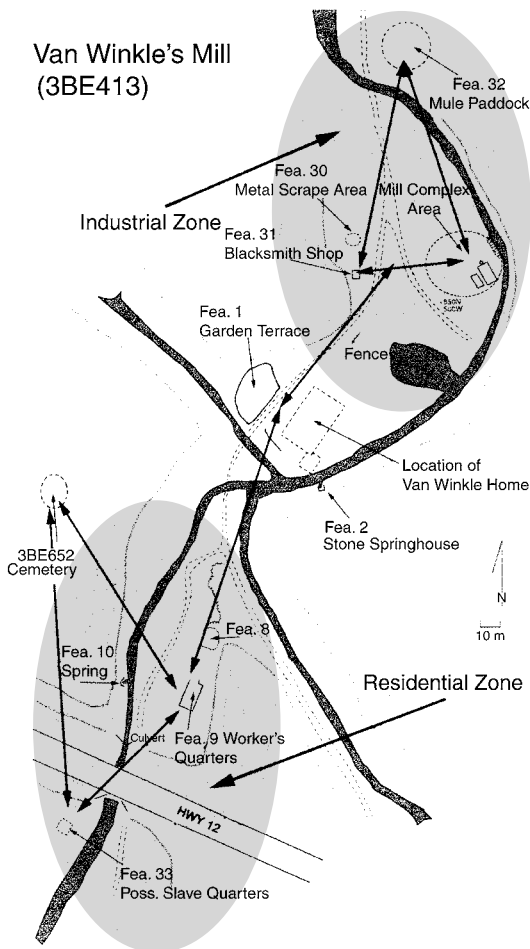 Van Winkle's Mill
(3BE413)
Fea. 32
Mule Paddock
Fea. 30
Metal Scrape Area
Mill Complex
Area
Industrial Zone
Fea. 31
Blacksmith Shop
Fea. 1
Garden Terrace
Fence
Location of
Van Winkle Home
Fea. 2
Stone Springhouse
3BE652
Cemetery
N
10 m
Fea. 8
Fea. 10
Spring
Residential Zone
Culvert
Fea. 9 Worker's
Quarters
HWY 12
Fea. 33
Poss. Slave Quarters